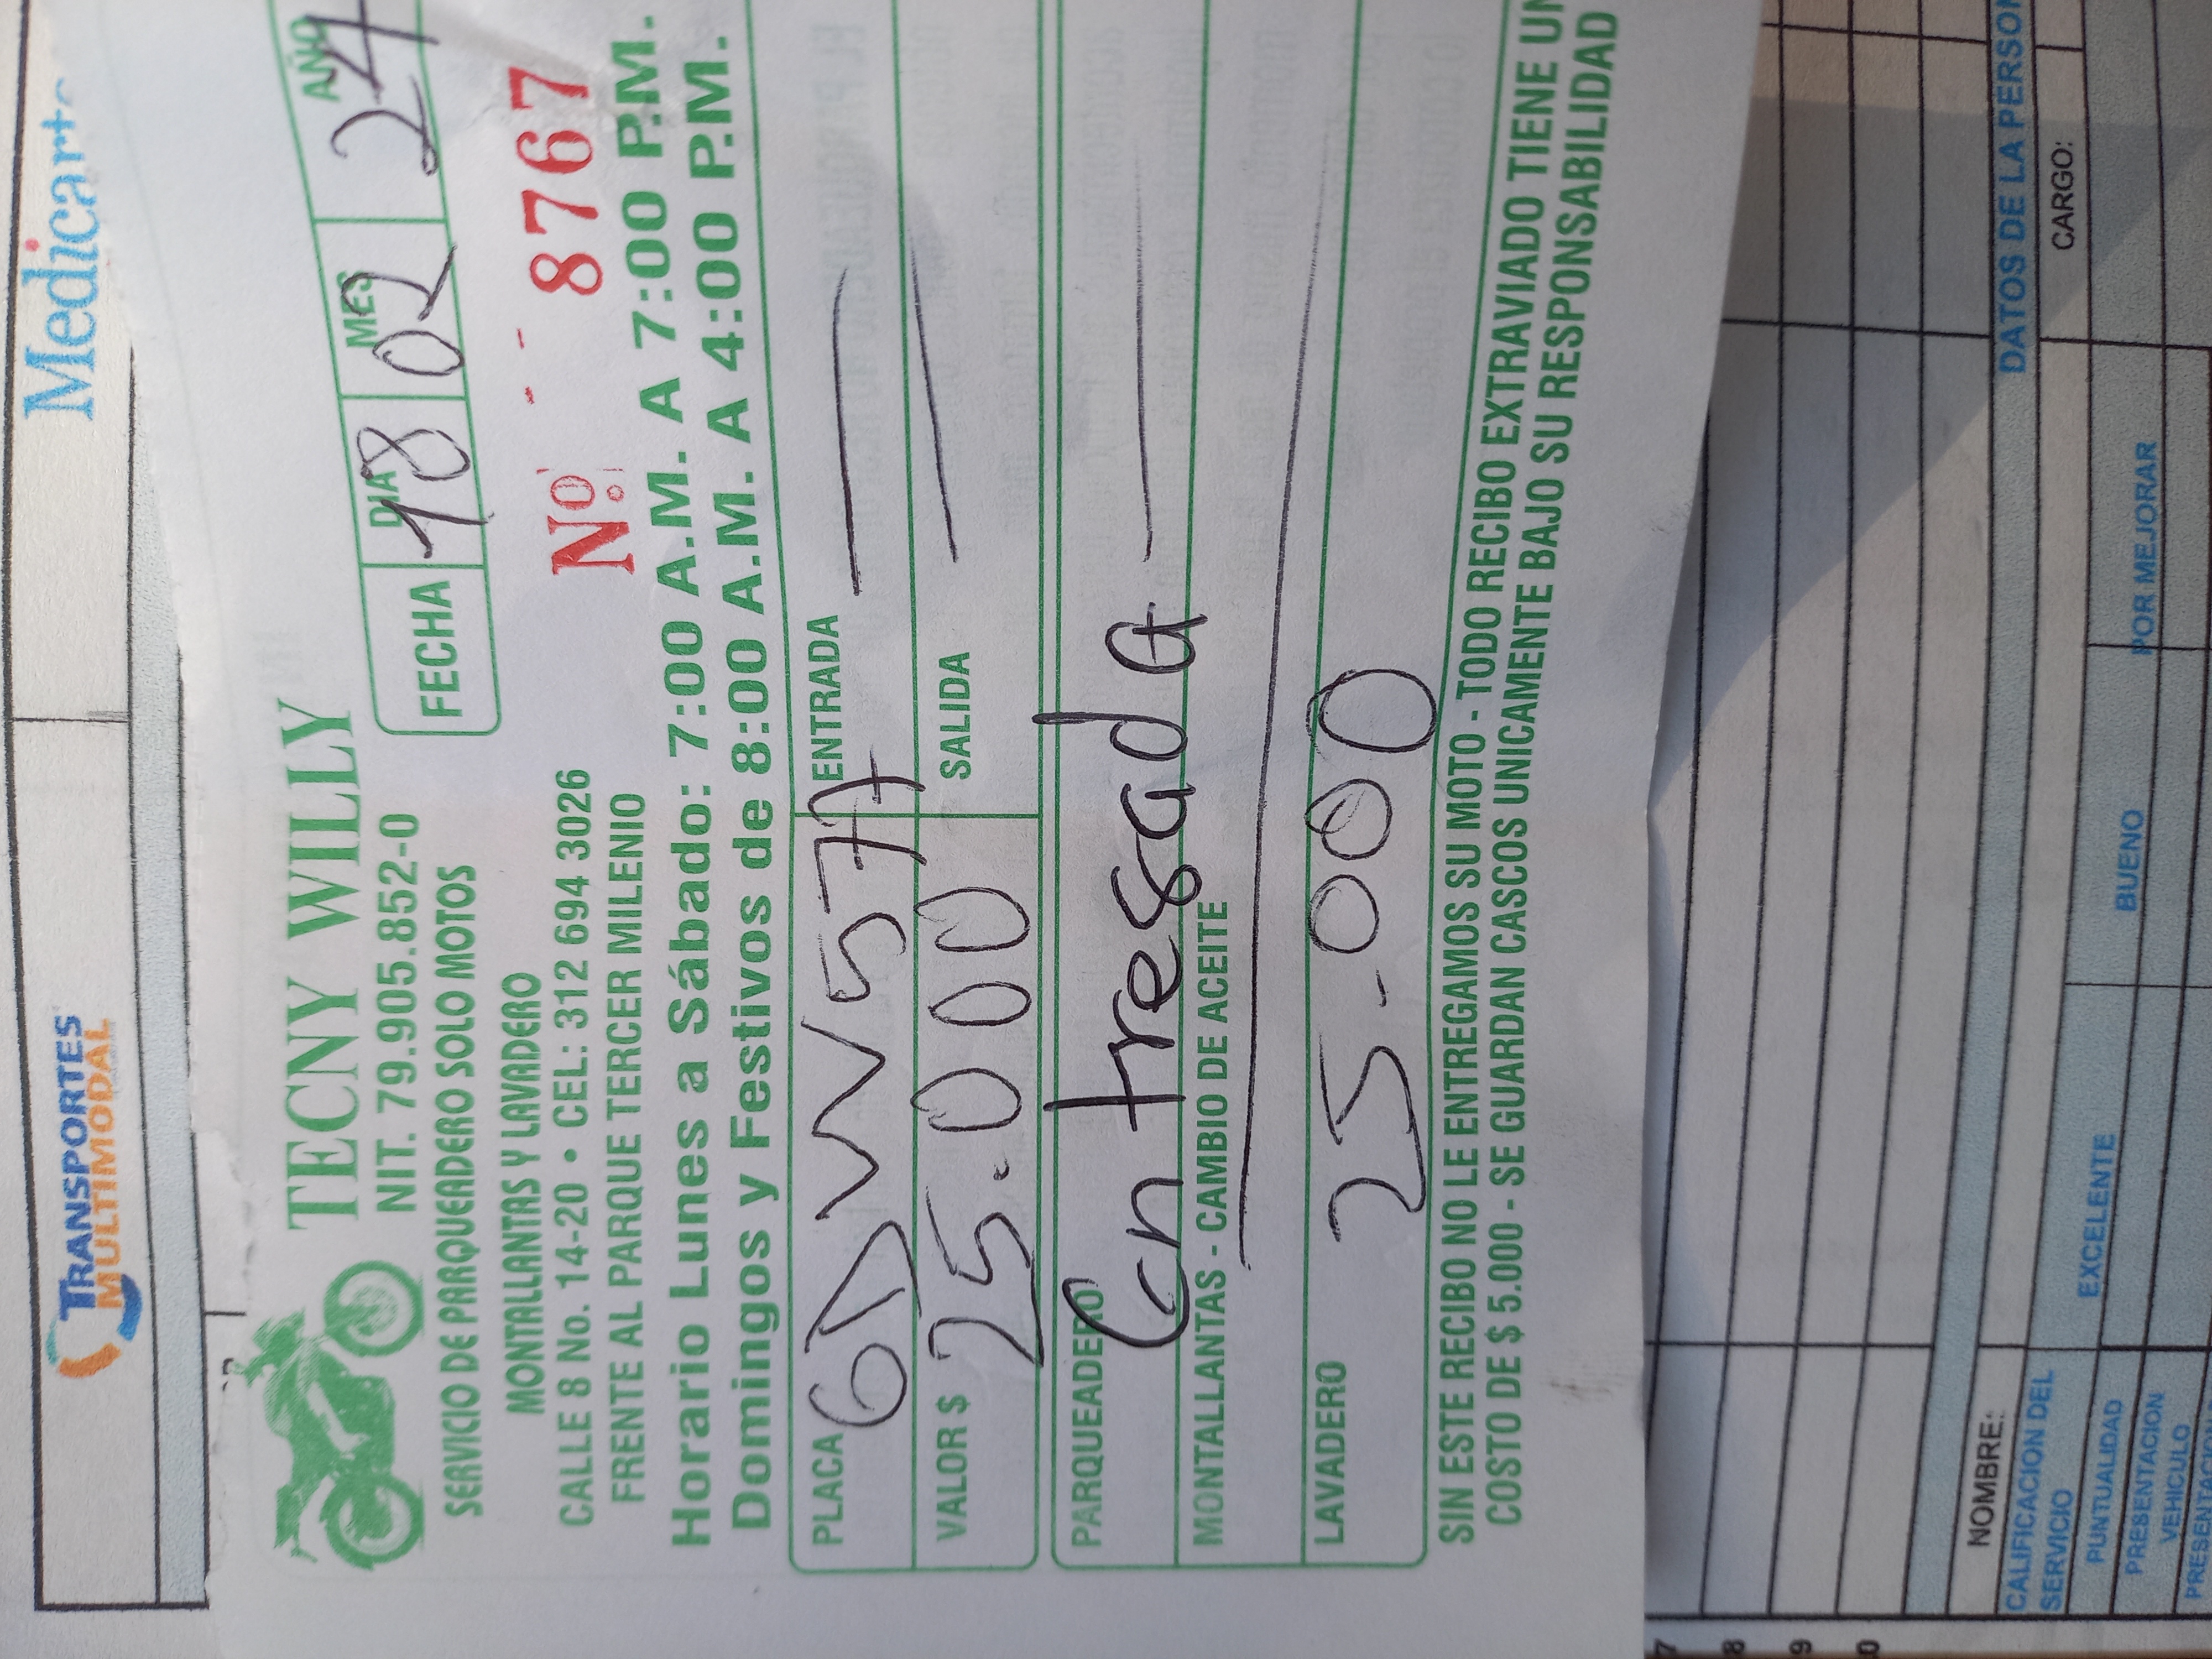 TRANSPORTES
MULTIMODAL
Medicarte
TECNY WILLY
NIT. 79.905.852-0
SERVICIO DE PARQUEADERO SOLO MOTOS
MONTALLANTAS Y LAVADERO
CALLE 8 No. 14-20 • CEL: 312 694 3026
FRENTE AL PARQUE TERCER MILENIO
FECHA DIA 18 MES 02 AÑO 24
No. 8767
Horario Lunes a Sábado: 7:00 A.M. A 7:00 P.M.
Domingos y Festivos de 8:00 A.M. A 4:00 P.M.
PLACA ENTRADA
VALOR $ 25.000 SALIDA
PARQUEADERO
MONTALLANTAS - CAMBIO DE ACEITE
LAVADERO 25-000
SIN ESTE RECIBO NO LE ENTREGAMOS SU MOTO - TODO RECIBO EXTRAVIADO TIENE UN
COSTO DE $ 5.000 - SE GUARDAN CASCOS UNICAMENTE BAJO SU RESPONSABILIDAD
7
8
9
0
DATOS DE LA PERSON
NOMBRE: CARGO:
CALIFICACION DEL
SERVICIO
EXCELENTE BUENO POR MEJORAR
PUNTUALIDAD
PRESENTACION
VEHICULO